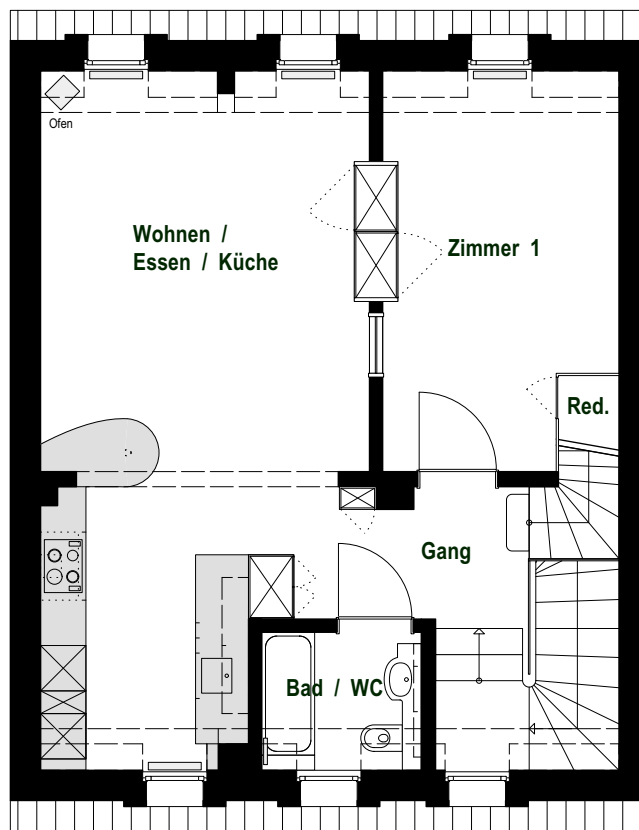 Ofen
Wohnen /
Essen / Küche
Zimmer 1
Red.
Gang
Bad / WC